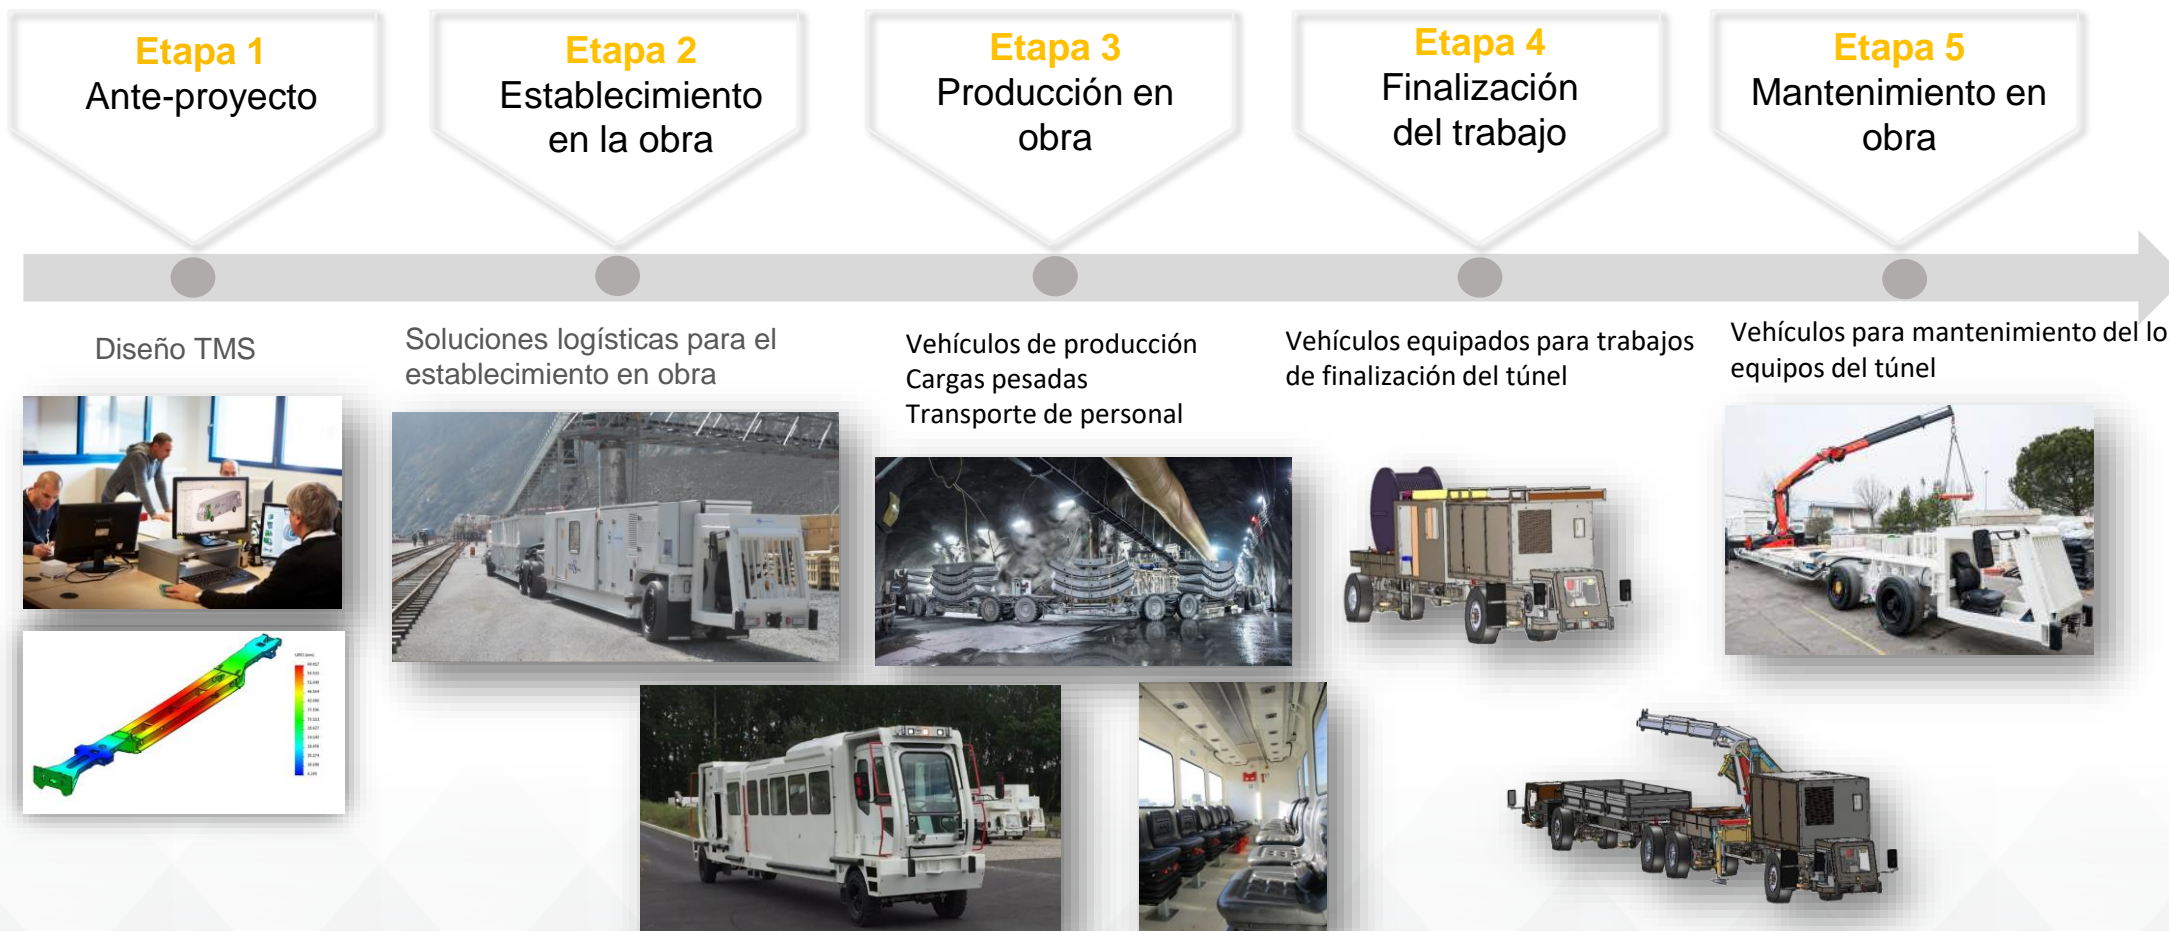 Etapa 1
Ante-proyecto
Etapa 2
Establecimiento
en la obra
Etapa 3
Producción en
obra
Etapa 4
Finalización
del trabajo
Etapa 5
Mantenimiento en
obra
Diseño TMS
Soluciones logísticas para el
establecimiento en obra
Vehículos de producción
Cargas pesadas
Transporte de personal
Vehículos equipados para trabajos
de finalización del túnel
Vehículos para mantenimiento del lo
equipos del túnel